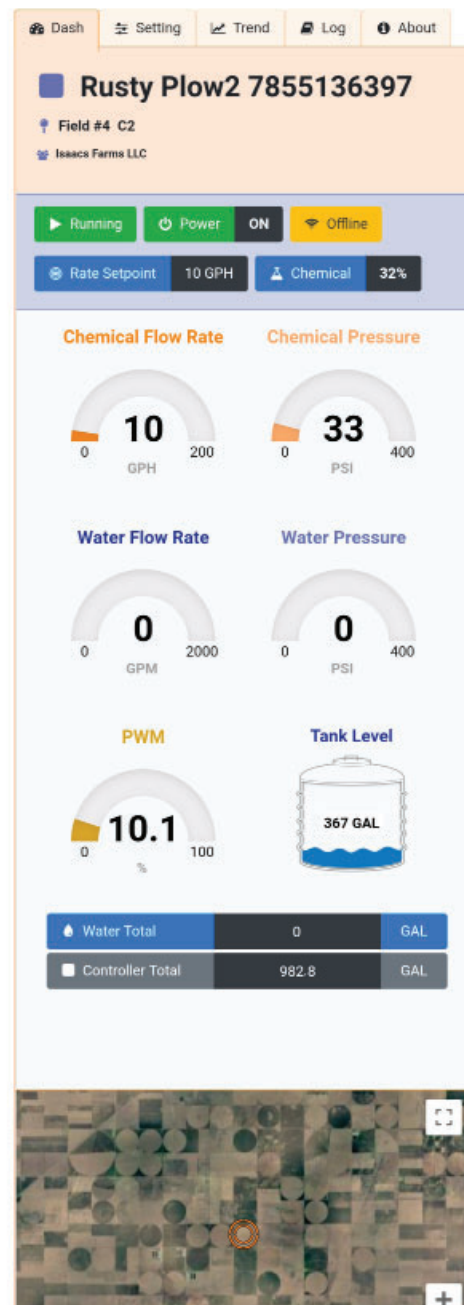 Dash Setting Trend Log About
Rusty Plow2 7855136397
Field #4 C2
Isaacs Farms LLC
Running Power ON Offline
Rate Setpoint 10 GPH Chemical 32%
Chemical Flow Rate Chemical Pressure
10 33
0 200 0 400
GPH PSI
Water Flow Rate Water Pressure
0 0
0 2000 0 400
GPM PSI
PWM Tank Level
367 GAL
10.1
0 100
%
Water Total 0 GAL
Controller Total 982.8 GAL
+